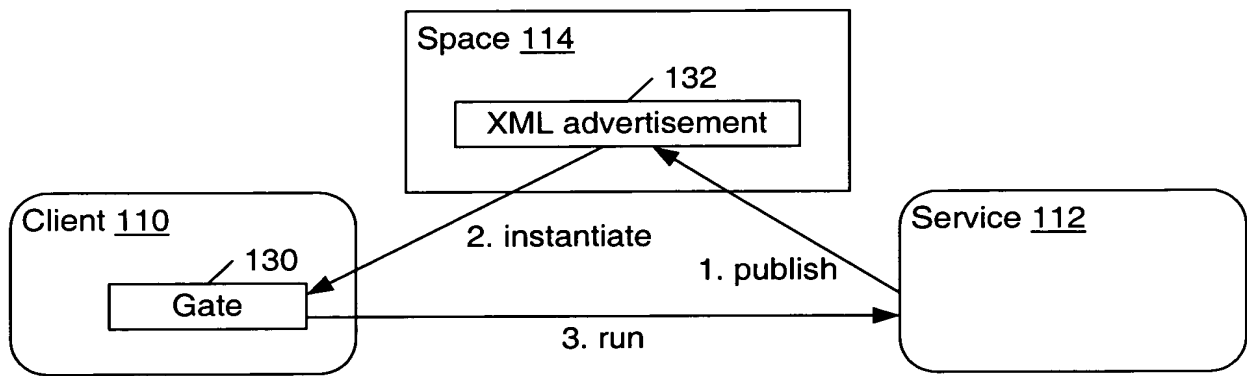 Space 114
132
XML advertisement
Client 110
2. instantiate
Service 112
130
1. publish
Gate
3. run